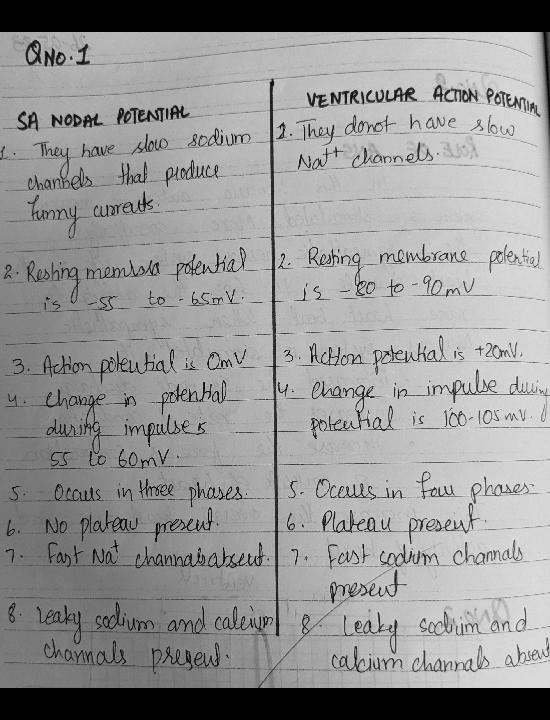 QNO.1
SA NODAL POTENTIAL
1. They have slow sodium
channels that produce
funny currents.
2. Resting membrane potential
is -55 to -65mV.
3. Action potential is 0mV
4. change in potential
during impulse is
55 to 60mV.
5. Occurs in three phases.
6. No plateau present.
7. Fast Na+ channals absent.
8. leaky sodium and calcium
channals present.
VENTRICULAR ACTION POTENTIAL
1. They donot have slow
Na++ channels.
2. Resting membrane potential
is -80 to -90mV
3. Action potential is +20mV.
4. change in impulse during
potential is 100-105mv.
5. Occurs in four phases
6. Plateau present.
7. Fast sodium channals
present
8 Leaky sodium and
calcium channals absent